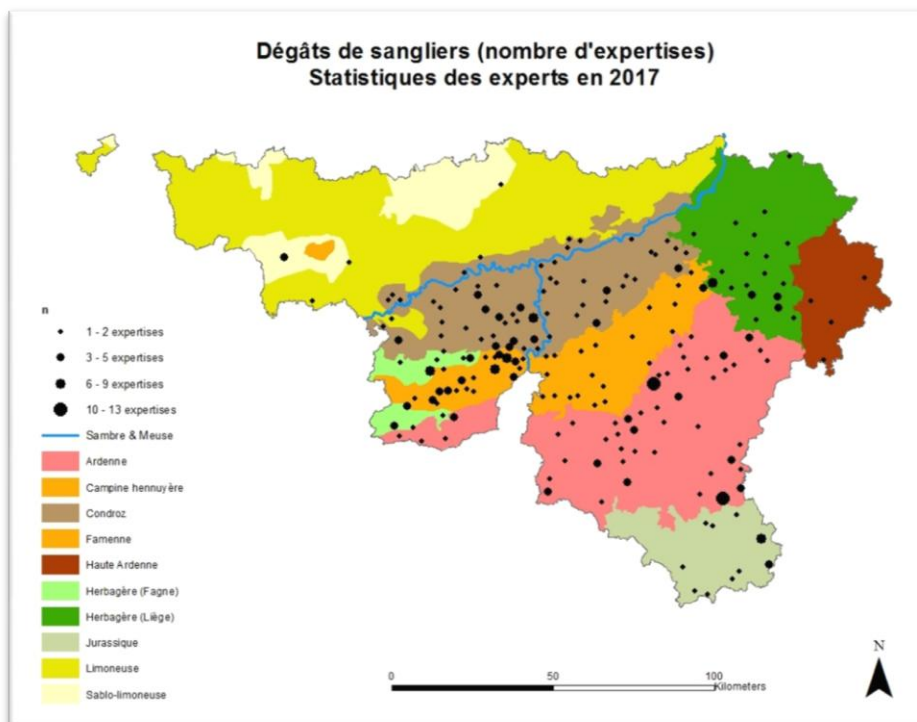 Dégâts de sangliers (nombre d'expertises)
Statistiques des experts en 2017
n
1 - 2 expertises
3 - 5 expertises
6 - 9 expertises
10 - 13 expertises
Sambre & Meuse
Ardenne
Campine hennuyère
Condroz
Famenne
Haute Ardenne
Herbagère (Fagne)
Herbagère (Liège)
Jurassique
Limoneuse
Sablo-limoneuse
0 50 100
Kilometers
N